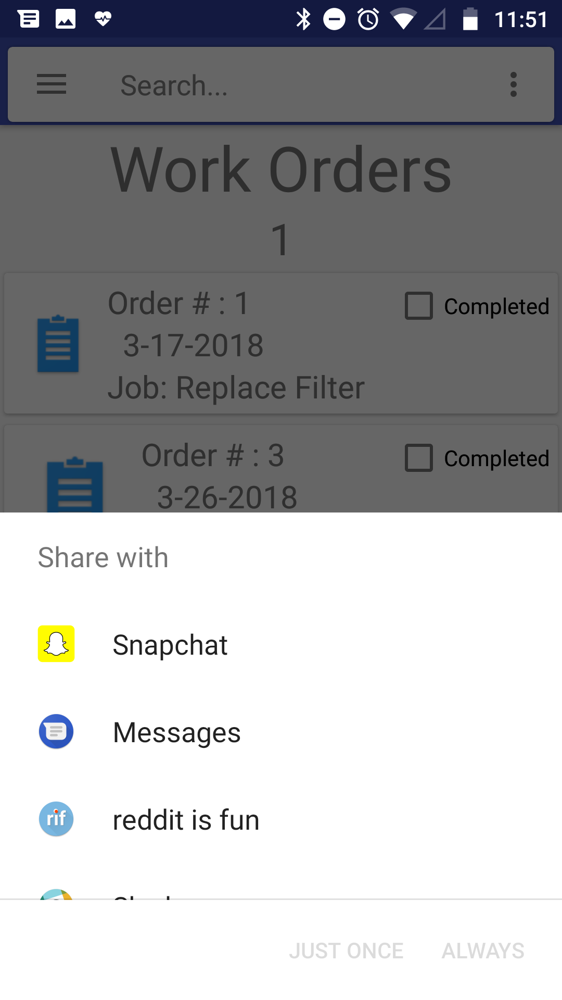 11:51
Search...
Work Orders
1
Order # : 1
Completed
3-17-2018
Job: Replace Filter
Order # : 3
Completed
3-26-2018
Share with
Snapchat
Messages
rif
reddit is fun
JUST ONCE
ALWAYS